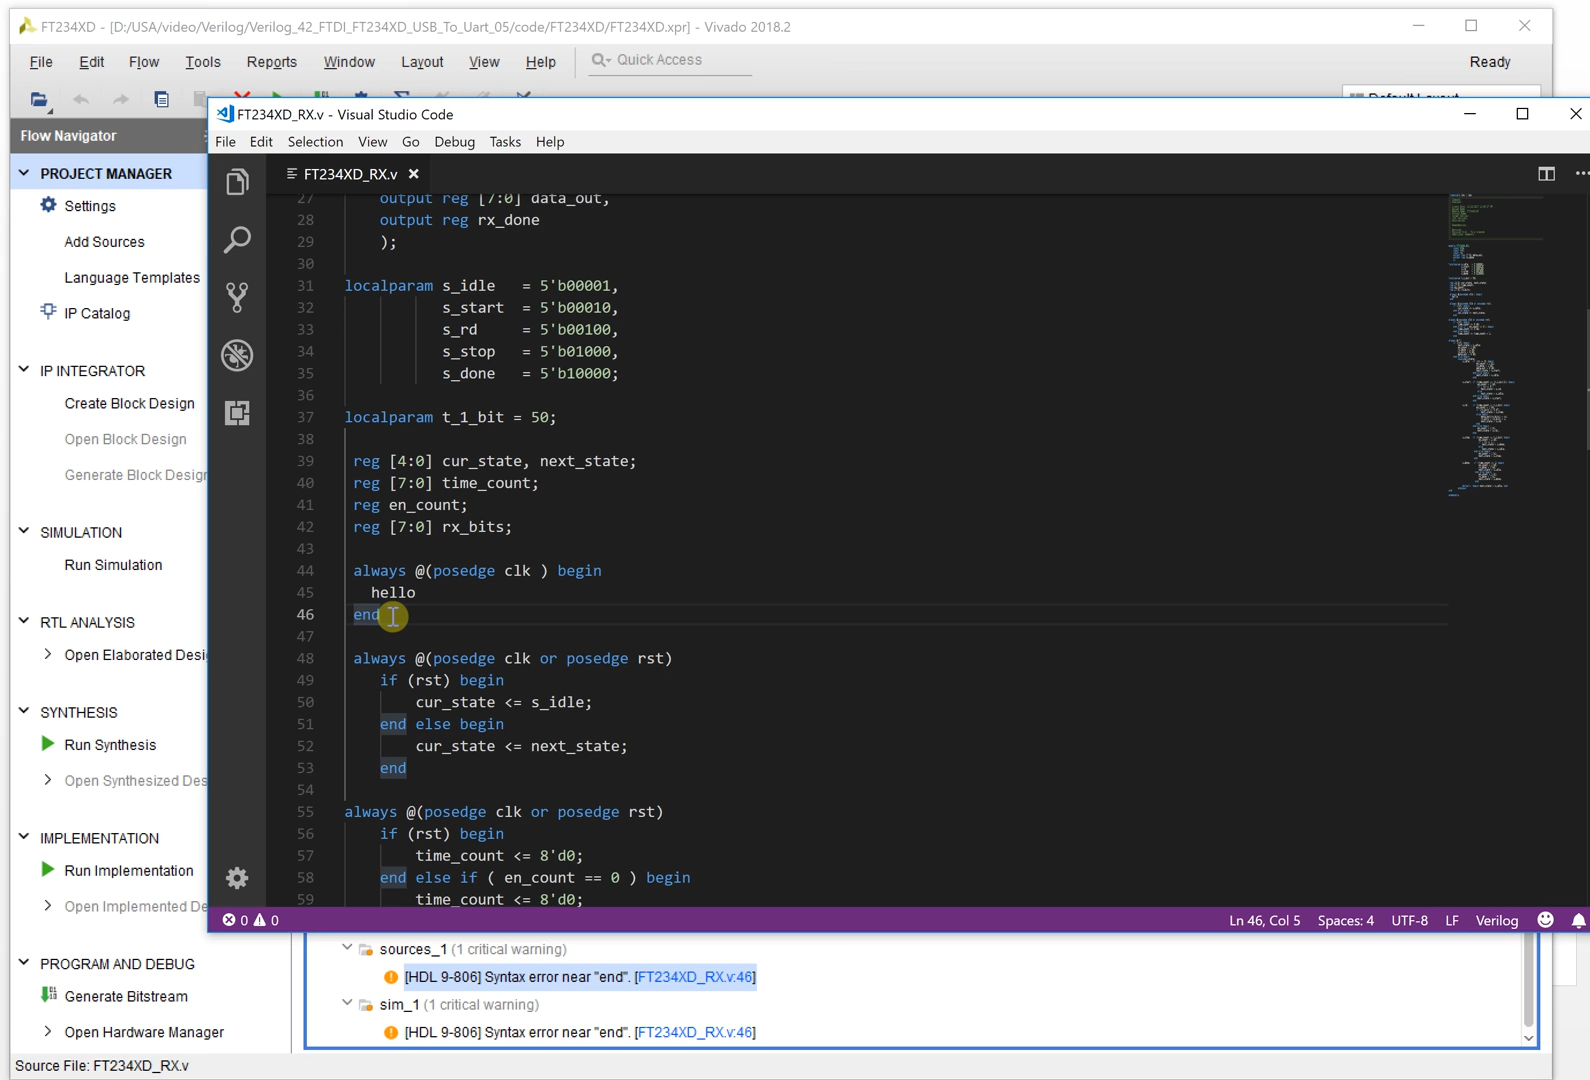 FT234XD - [D:/USA/video/Verilog/Verilog_42_FTDI_FT234XD_USB_To_Uart_05/code/FT234XD/FT234XD.xpr] - Vivado 2018.2
File Edit Flow Tools Reports Window Layout View Help Quick Access Ready
Default Layout
Flow Navigator
PROJECT MANAGER
Settings
Add Sources
Language Templates
IP Catalog
IP INTEGRATOR
Create Block Design
Open Block Design
Generate Block Desigr
SIMULATION
Run Simulation
RTL ANALYSIS
Open Elaborated Desi
SYNTHESIS
Run Synthesis
Open Synthesized Des
IMPLEMENTATION
Run Implementation
Open Implemented De
PROGRAM AND DEBUG
Generate Bitstream
Open Hardware Manager
Source File: FT234XD_RX.v
FT234XD_RX.v - Visual Studio Code
File Edit Selection View Go Debug Tasks Help
FT234XD_RX.v
27 output reg [7:0] data_out,
28 output reg rx_done
29 );
30
31 localparam s_idle = 5'b00001,
32 s_start = 5'b00010,
33 s_rd = 5'b00100,
34 s_stop = 5'b01000,
35 s_done = 5'b10000;
36
37 localparam t_1_bit = 50;
38
39 reg [4:0] cur_state, next_state;
40 reg [7:0] time_count;
41 reg en_count;
42 reg [7:0] rx_bits;
43
44 always @(posedge clk ) begin
45 hello
46 end
47
48 always @(posedge clk or posedge rst)
49 if (rst) begin
50 cur_state <= s_idle;
51 end else begin
52 cur_state <= next_state;
53 end
54
55 always @(posedge clk or posedge rst)
56 if (rst) begin
57 time_count <= 8'd0;
58 end else if ( en_count == 0 ) begin
59 time_count <= 8'd0;
0 0 Ln 46, Col 5 Spaces: 4 UTF-8 LF Verilog
sources_1 (1 critical warning)
[HDL 9-806] Syntax error near "end". [FT234XD_RX.v:46]
sim_1 (1 critical warning)
[HDL 9-806] Syntax error near "end". [FT234XD_RX.v:46]